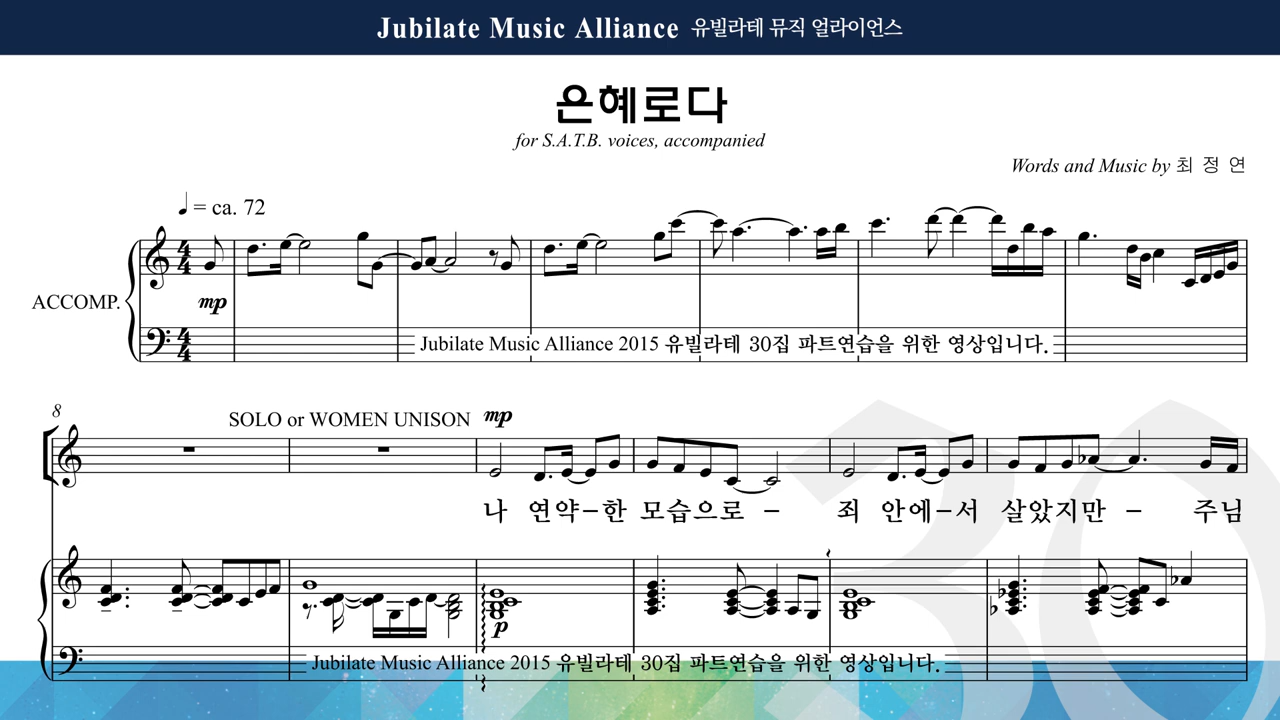 Jubilate Music Alliance 유빌라테 뮤직 얼라이언스
은혜로다
for S.A.T.B. voices, accompanied
Words and Music by 최 정 연
♩ = ca. 72
4 4
mp
ACCOMP.
4 4
Jubilate Music Alliance 2015 유빌라테 30집 파트연습을 위한 영상입니다.
8
SOLO or WOMEN UNISON mp
나 연약-한 모습으로 - 죄 안에-서 살았지만 - 주님
p
30
Jubilate Music Alliance 2015 유빌라테 30집 파트연습을 위한 영상입니다.